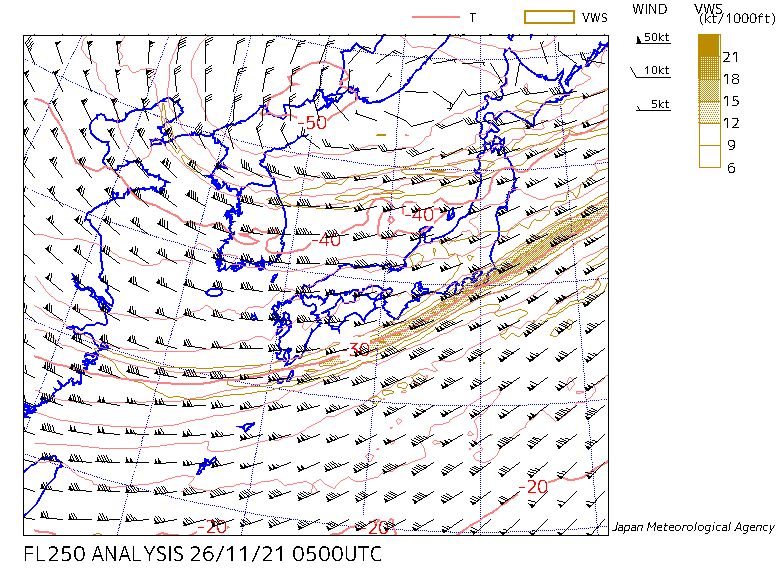 T VWS WIND VWS
(kt/1000ft)
50kt
10kt
5kt
21
18
15
12
9
6
-50
-40
-40
-30
-20
-20
-20
Japan Meteorological Agency
FL250 ANALYSIS 26/11/21 0500UTC